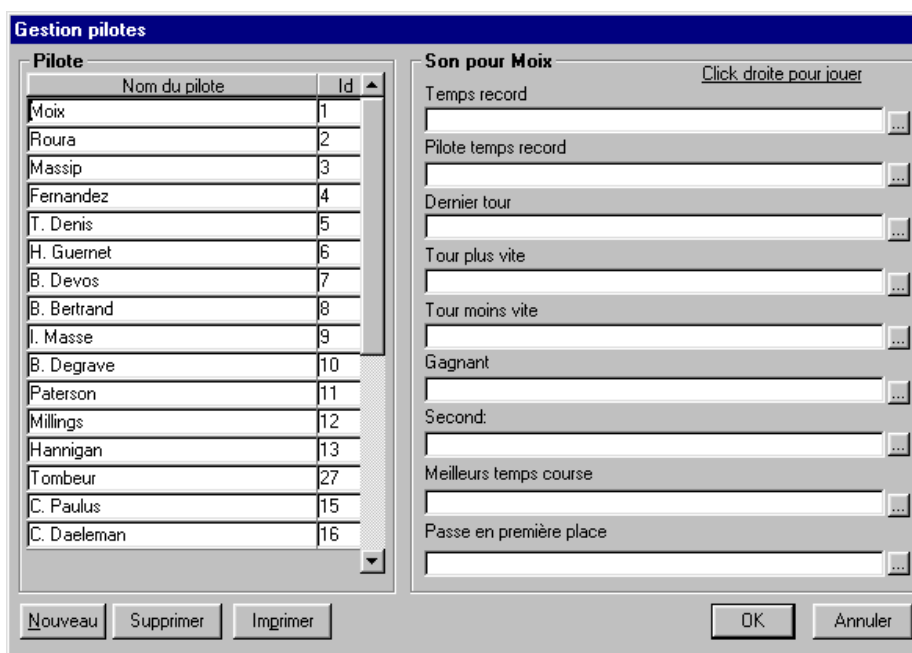 Gestion pilotes
Pilote
Nom du pilote Id
Moix 1
Roura 2
Massip 3
Fernandez 4
T. Denis 5
H. Guernet 6
B. Devos 7
B. Bertrand 8
I. Masse 9
B. Degrave 10
Paterson 11
Millings 12
Hannigan 13
Tombeur 27
C. Paulus 15
C. Daeleman 16
Son pour Moix
Click droite pour jouer
Temps record
...
Pilote temps record
...
Dernier tour
...
Tour plus vite
...
Tour moins vite
...
Gagnant
...
Second:
...
Meilleurs temps course
...
Passe en première place
...
Nouveau Supprimer Imprimer OK Annuler